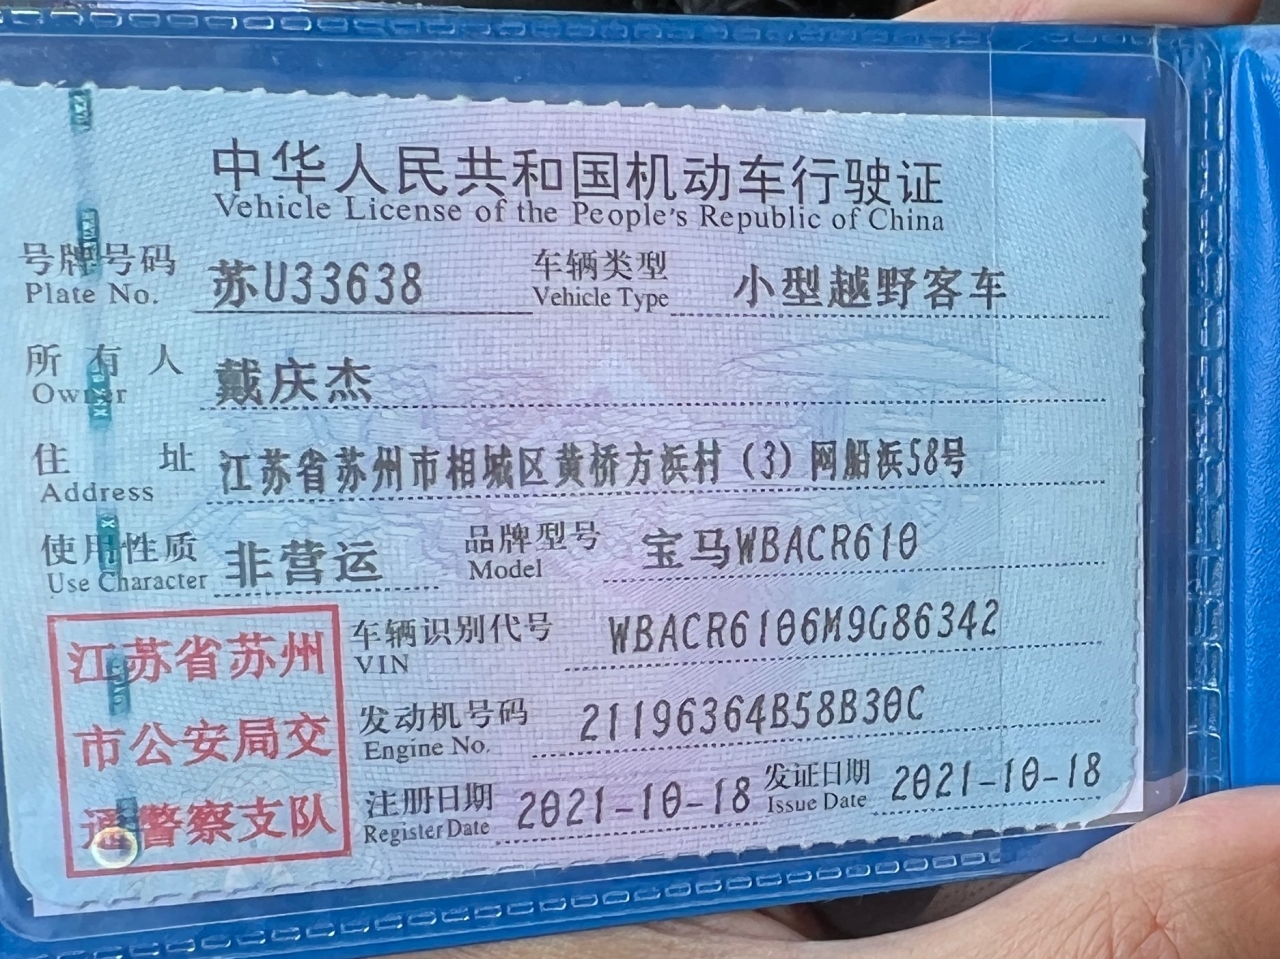 中华人民共和国机动车行驶证
Vehicle License of the People's Republic of China
号牌号码 苏U33638 车辆类型 小型越野客车
Plate No. Vehicle Type
所有人 戴庆杰
Owner
住址 江苏省苏州市相城区黄桥方浜村（3）网船浜58号
Address
使用性质 非营运 品牌型号 宝马WBACR610
Use Character Model
江苏省苏州
市公安局交
通警察支队
车辆识别代号 WBACR6106M9G86342
VIN
发动机号码 21196364B58B30C
Engine No.
注册日期 2021-10-18 发证日期 2021-10-18
Register Date Issue Date